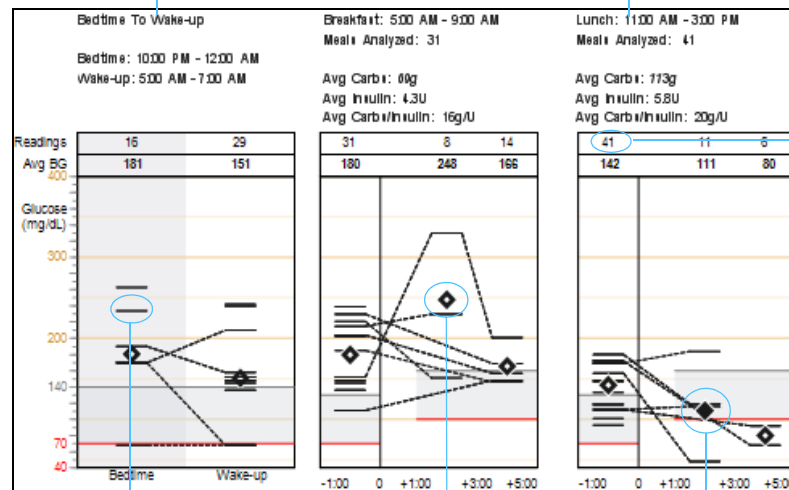 Bedtime To Wake-up
Bedtime: 10:00 PM - 12:00 AM
Wake-up: 5:00 AM - 7:00 AM
Breakfast: 5:00 AM - 9:00 AM
Meals Analyzed: 31
Avg Carbs: 69g
Avg Insulin: 4.3U
Avg Carbs/Insulin: 16g/U
Lunch: 11:00 AM - 3:00 PM
Meals Analyzed: 41
Avg Carbs: 113g
Avg Insulin: 5.8U
Avg Carbs/Insulin: 20g/U
Readings 16 29 31 8 14 41 11 6
Avg BG 181 151 180 248 166 142 111 80
400
Glucose
(mg/dL)
300
200
140
70
40
Bedtime Wake-up
-1:00 0 +1:00 +3:00 +5:00
-1:00 0 +1:00 +3:00 +5:00